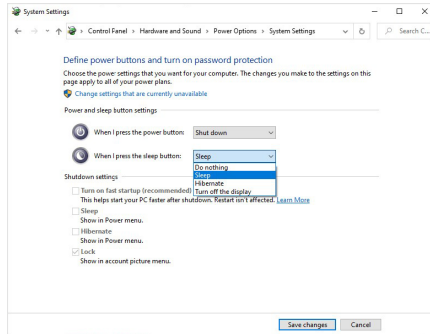 System Settings
Control Panel > Hardware and Sound > Power Options > System Settings
Search C...
Define power buttons and turn on password protection
Choose the power settings that you want for your computer. The changes you make to the settings on this
page apply to all of your power plans.
Change settings that are currently unavailable
Power and sleep button settings
When I press the power button: Shut down
When I press the sleep button: Sleep
Do nothing
Sleep
Hibernate
Turn off the display
Shutdown settings
Turn on fast startup (recommended)
This helps start your PC faster after shutdown. Restart isn't affected. Learn More
Sleep
Show in Power menu.
Hibernate
Show in Power menu.
Lock
Show in account picture menu.
Save changes Cancel